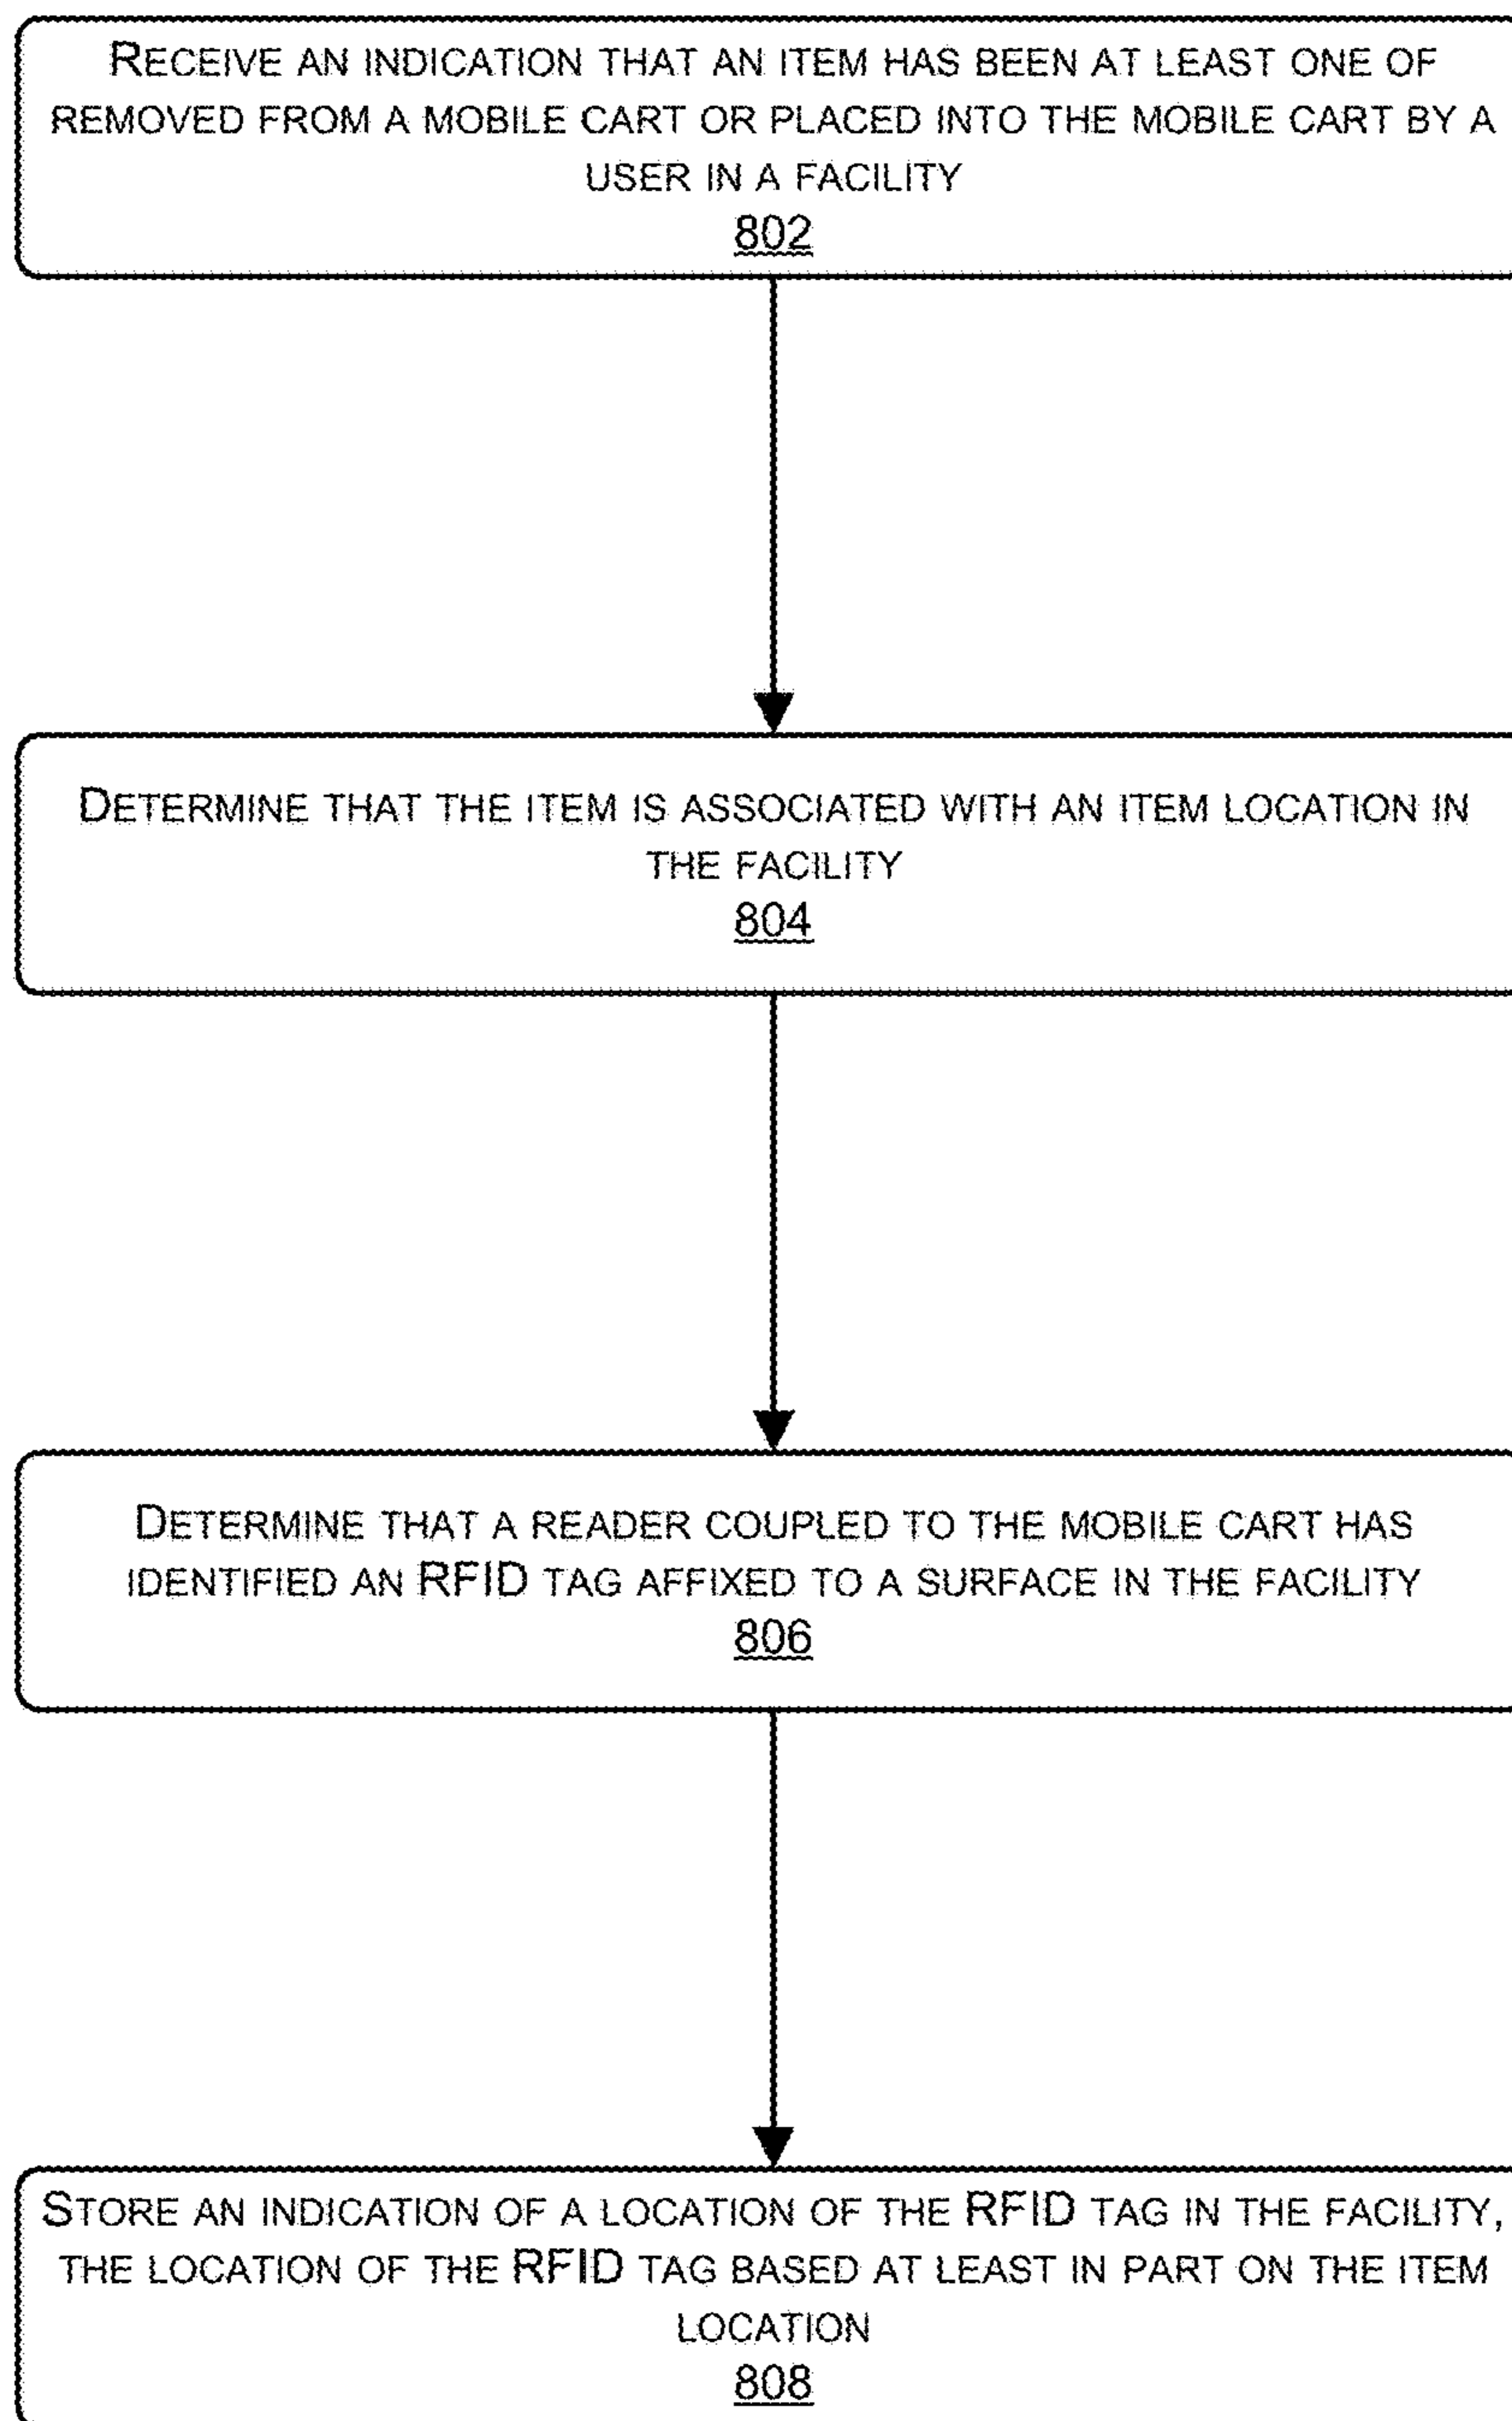 RECEIVE AN INDICATION THAT AN ITEM HAS BEEN AT LEAST ONE OF
REMOVED FROM A MOBILE CART OR PLACED INTO THE MOBILE CART BY A
USER IN A FACILITY
802
DETERMINE THAT THE ITEM IS ASSOCIATED WITH AN ITEM LOCATION IN
THE FACILITY
804
DETERMINE THAT A READER COUPLED TO THE MOBILE CART HAS
IDENTIFIED AN RFID TAG AFFIXED TO A SURFACE IN THE FACILITY
806
STORE AN INDICATION OF A LOCATION OF THE RFID TAG IN THE FACILITY,
THE LOCATION OF THE RFID TAG BASED AT LEAST IN PART ON THE ITEM
LOCATION
808